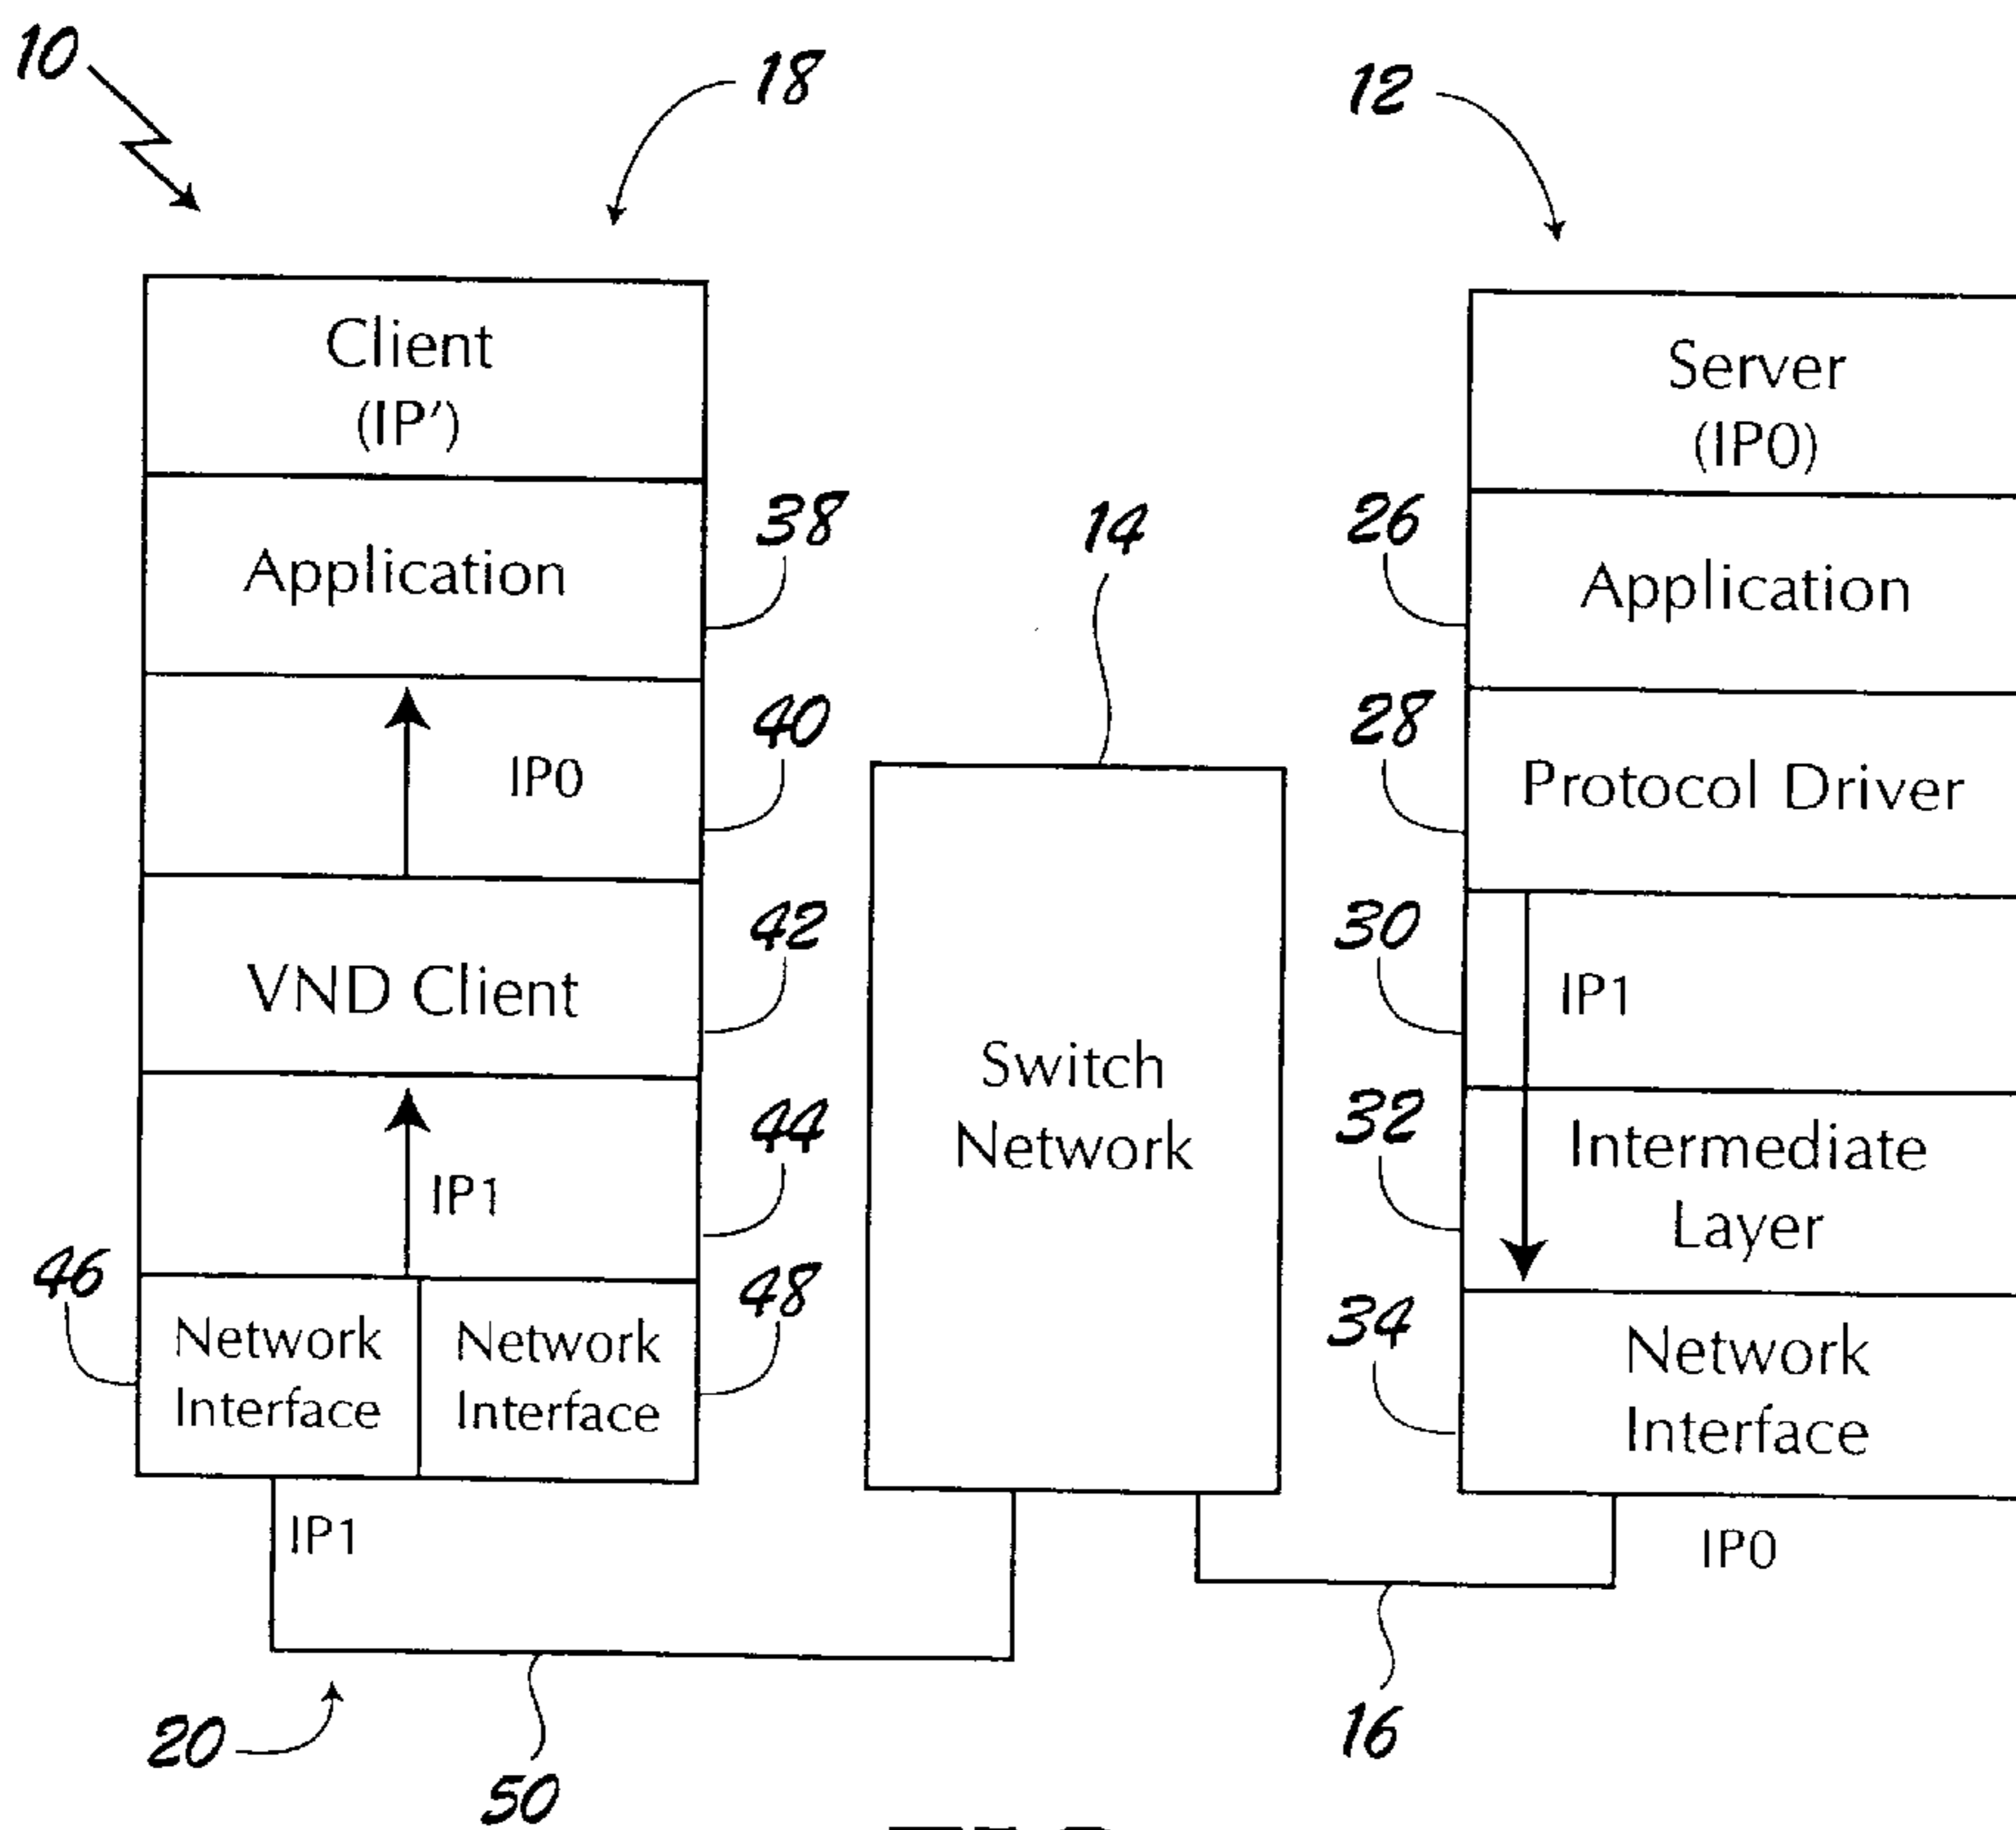 10
18
12
Client
(IP')
Server
(IP0)
Application
38
14
26
Application
40
IP0
28
Protocol Driver
VND Client
42
30
IP1
Switch
Network
44
IP1
32
Intermediate
Layer
46
Network
Interface
Network
Interface
48
34
Network
Interface
IP1
IP0
20
50
16